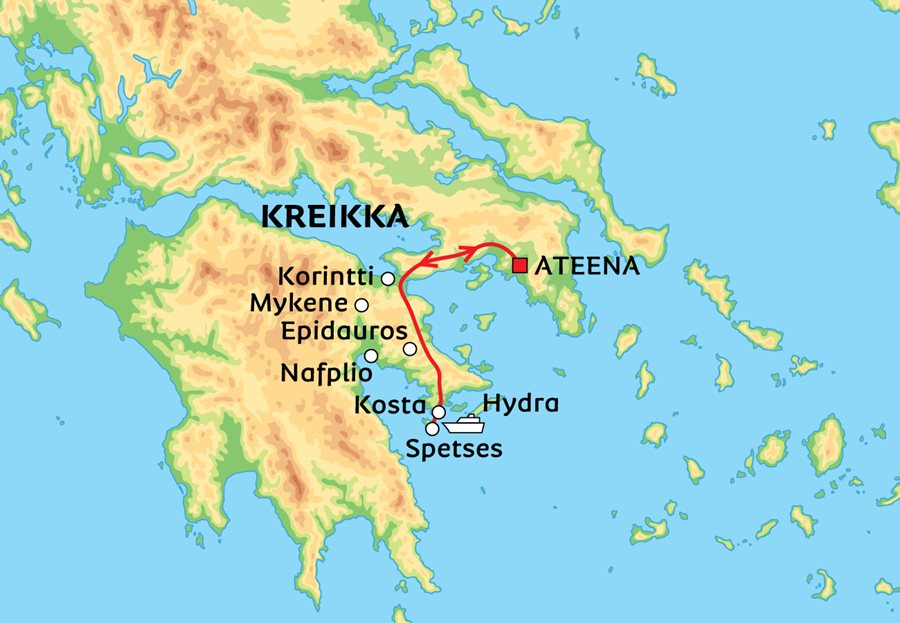 KREIKKA
ATEENA
Korintti
Mykene
Epidauros
Nafplio
Kosta
Hydra
Spetses